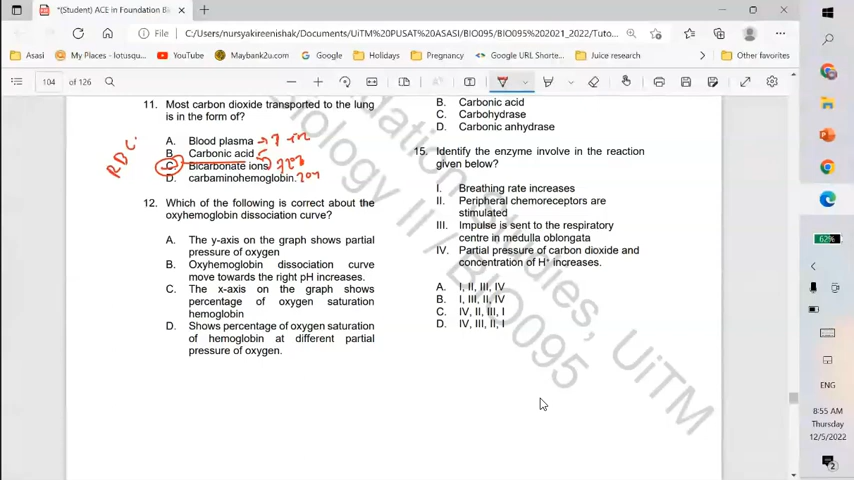 *(Student) ACE in Foundation Ba
File
C:/Users/nursyakireenishak/Documents/UiTM%20PUSAT%20ASASI/BIO095/BIO095%202021_2022/Tuto...
Asasi
My Places - lotusqu...
YouTube
Maybank2u.com
Google
Holidays
Pregnancy
Google URL Shorte...
Juice research
Other favorites
104 of 126
11. Most carbon dioxide transported to the lung
is in the form of?
A. Blood plasma → 7
B. Carbonic acid
C. Bicarbonate ions
D. carbaminohemoglobin.
RBC
12. Which of the following is correct about the
oxyhemoglobin dissociation curve?
A. The y-axis on the graph shows partial
pressure of oxygen
B. Oxyhemoglobin dissociation curve
move towards the right pH increases.
C. The x-axis on the graph shows
percentage of oxygen saturation
hemoglobin
D. Shows percentage of oxygen saturation
of hemoglobin at different partial
pressure of oxygen.
B. Carbonic acid
C. Carbohydrase
D. Carbonic anhydrase
15. Identify the enzyme involve in the reaction
given below?
I. Breathing rate increases
II. Peripheral chemoreceptors are
stimulated
III. Impulse is sent to the respiratory
centre in medulla oblongata
IV. Partial pressure of carbon dioxide and
concentration of H⁺ increases.
A. I, II, III, IV
B. I, III, II, IV
C. IV, II, III, I
D. IV, III, II, I
undation Studies, UiTM
Biology II / BIO095
62%
ENG
8:55 AM
Thursday
12/5/2022
2